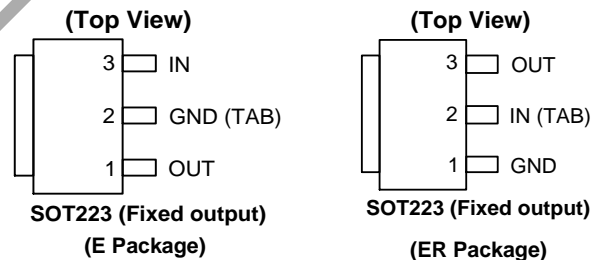 (Top View)
3 IN
2 GND (TAB)
1 OUT
SOT223 (Fixed output)
(E Package)
(Top View)
3 OUT
2 IN (TAB)
1 GND
SOT223 (Fixed output)
(ER Package)